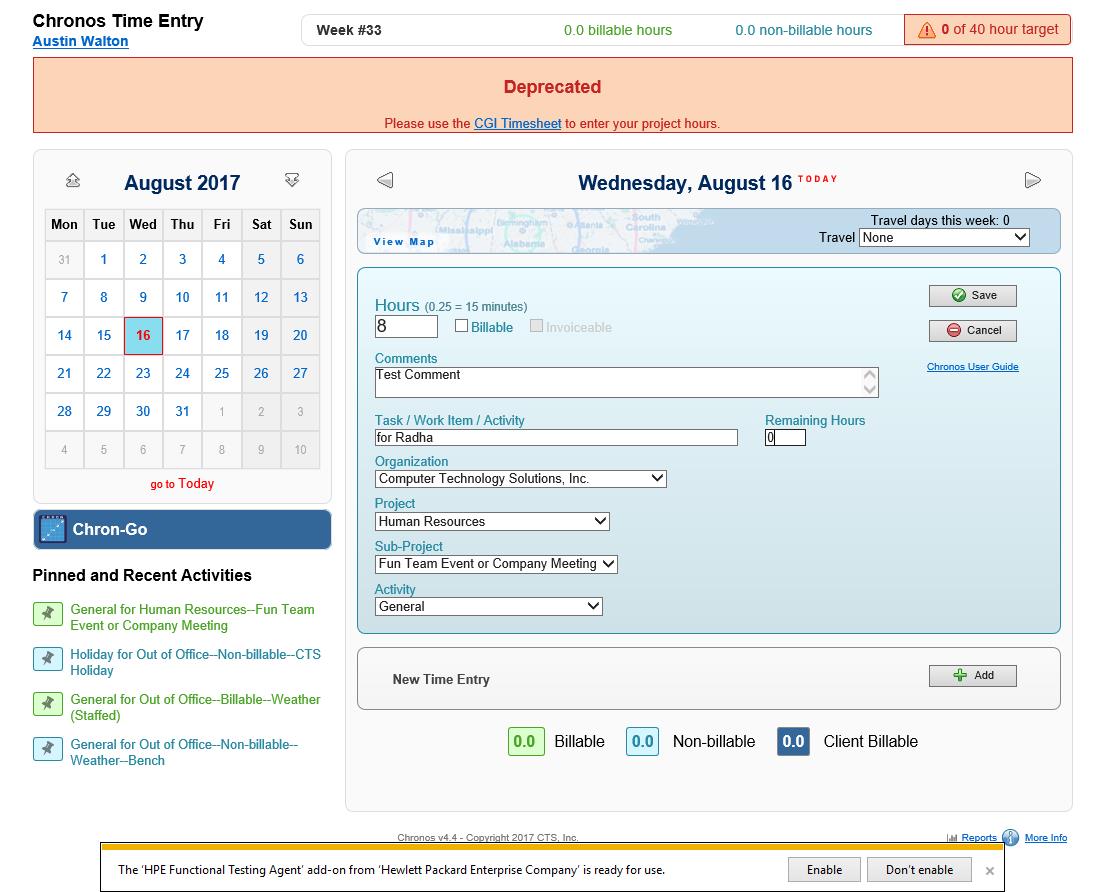 Chronos Time Entry
Austin Walton
Week #33 0.0 billable hours 0.0 non-billable hours 0 of 40 hour target
Deprecated
Please use the CGI Timesheet to enter your project hours.
August 2017
Mon Tue Wed Thu Fri Sat Sun
31 1 2 3 4 5 6
7 8 9 10 11 12 13
14 15 16 17 18 19 20
21 22 23 24 25 26 27
28 29 30 31 1 2 3
4 5 6 7 8 9 10
go to Today
Chron-Go
Pinned and Recent Activities
General for Human Resources--Fun Team
Event or Company Meeting
Holiday for Out of Office--Non-billable--CTS
Holiday
General for Out of Office--Billable--Weather
(Staffed)
General for Out of Office--Non-billable--
Weather--Bench
Wednesday, August 16 TODAY
Mississippi Birmingham Alabama Atlanta Georgia South Carolina
View Map
Travel days this week: 0
Travel None
Hours (0.25 = 15 minutes)
8 Billable Invoiceable
Save
Cancel
Chronos User Guide
Comments
Test Comment
Task / Work Item / Activity Remaining Hours
for Radha 0
Organization
Computer Technology Solutions, Inc.
Project
Human Resources
Sub-Project
Fun Team Event or Company Meeting
Activity
General
New Time Entry Add
0.0 Billable 0.0 Non-billable 0.0 Client Billable
Chronos v4.4 - Copyright 2017 CTS, Inc. Reports More Info
The 'HPE Functional Testing Agent' add-on from 'Hewlett Packard Enterprise Company' is ready for use. Enable Don't enable ×